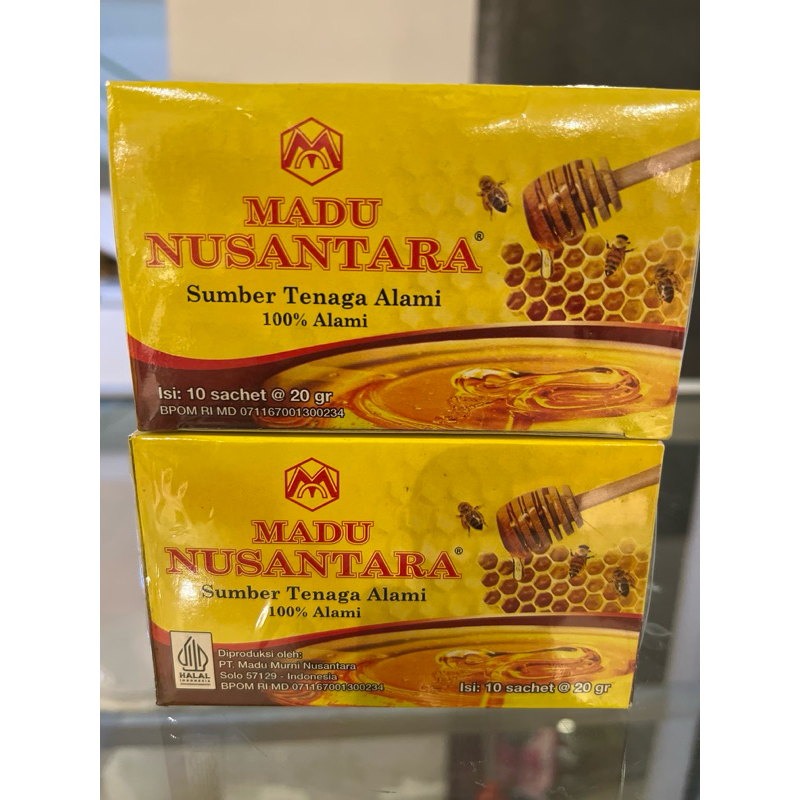 MADU
NUSANTARA®
Sumber Tenaga Alami
100% Alami
Isi: 10 sachet @ 20 gr
BPOM RI MD 071167001300234
MADU
NUSANTARA®
Sumber Tenaga Alami
100% Alami
HALAL
INDONESIA
Diproduksi oleh:
PT. Madu Murni Nusantara
Solo 57129 - Indonesia
BPOM RI MD 071167001300234
Isi: 10 sachet @ 20 gr